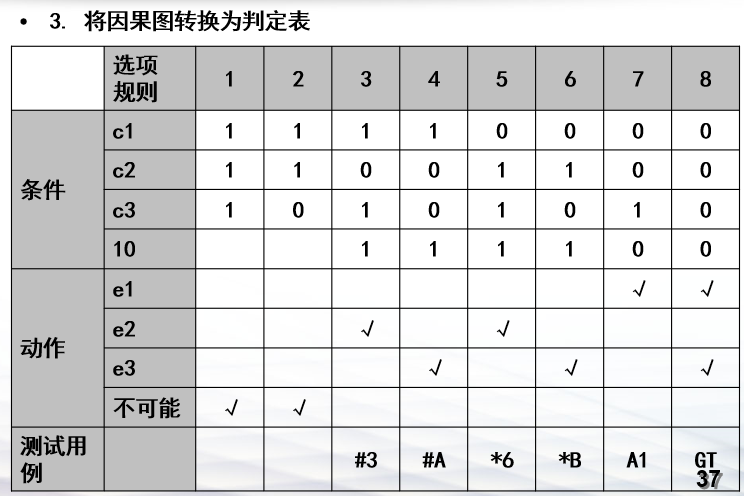 • 3. 将因果图转换为判定表
选项
规则 1 2 3 4 5 6 7 8
条件 c1 1 1 1 1 0 0 0 0
c2 1 1 0 0 1 1 0 0
c3 1 0 1 0 1 0 1 0
10 1 1 1 1 0 0
动作 e1 √ √
e2 √ √
e3 √ √ √
不可能 √ √
测试用
例 #3 #A *6 *B A1 GT
37